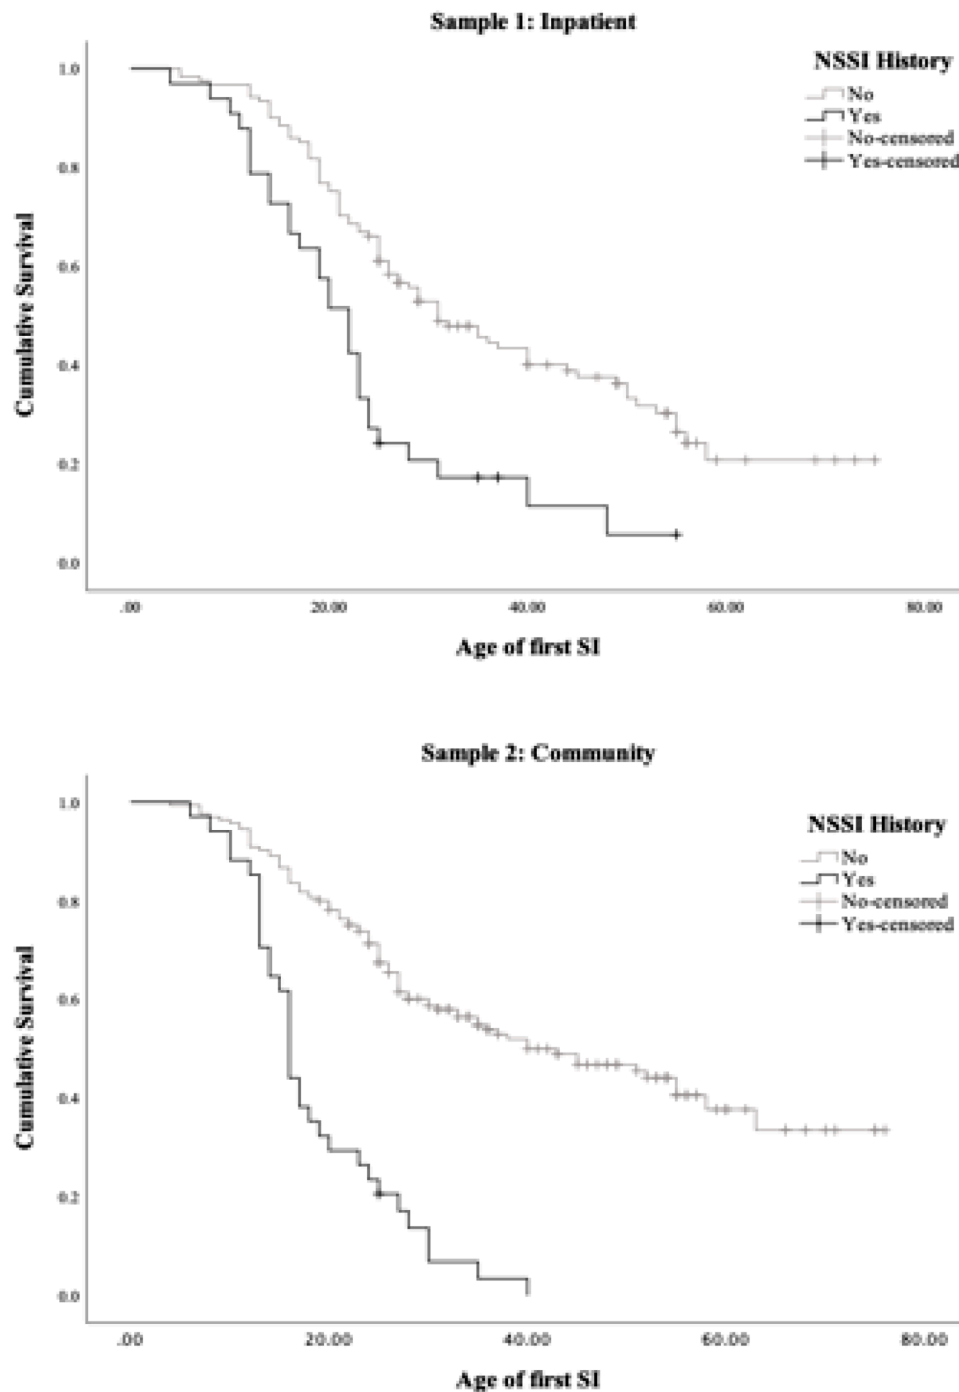 Sample 1: Inpatient
NSSI History
No
Yes
No-censored
Yes-censored
Cumulative Survival
1.0
0.8
0.6
0.4
0.2
0.0
.00 20.00 40.00 60.00 80.00
Age of first SI
Sample 2: Community
NSSI History
No
Yes
No-censored
Yes-censored
Cumulative Survival
1.0
0.8
0.6
0.4
0.2
0.0
.00 20.00 40.00 60.00 80.00
Age of first SI